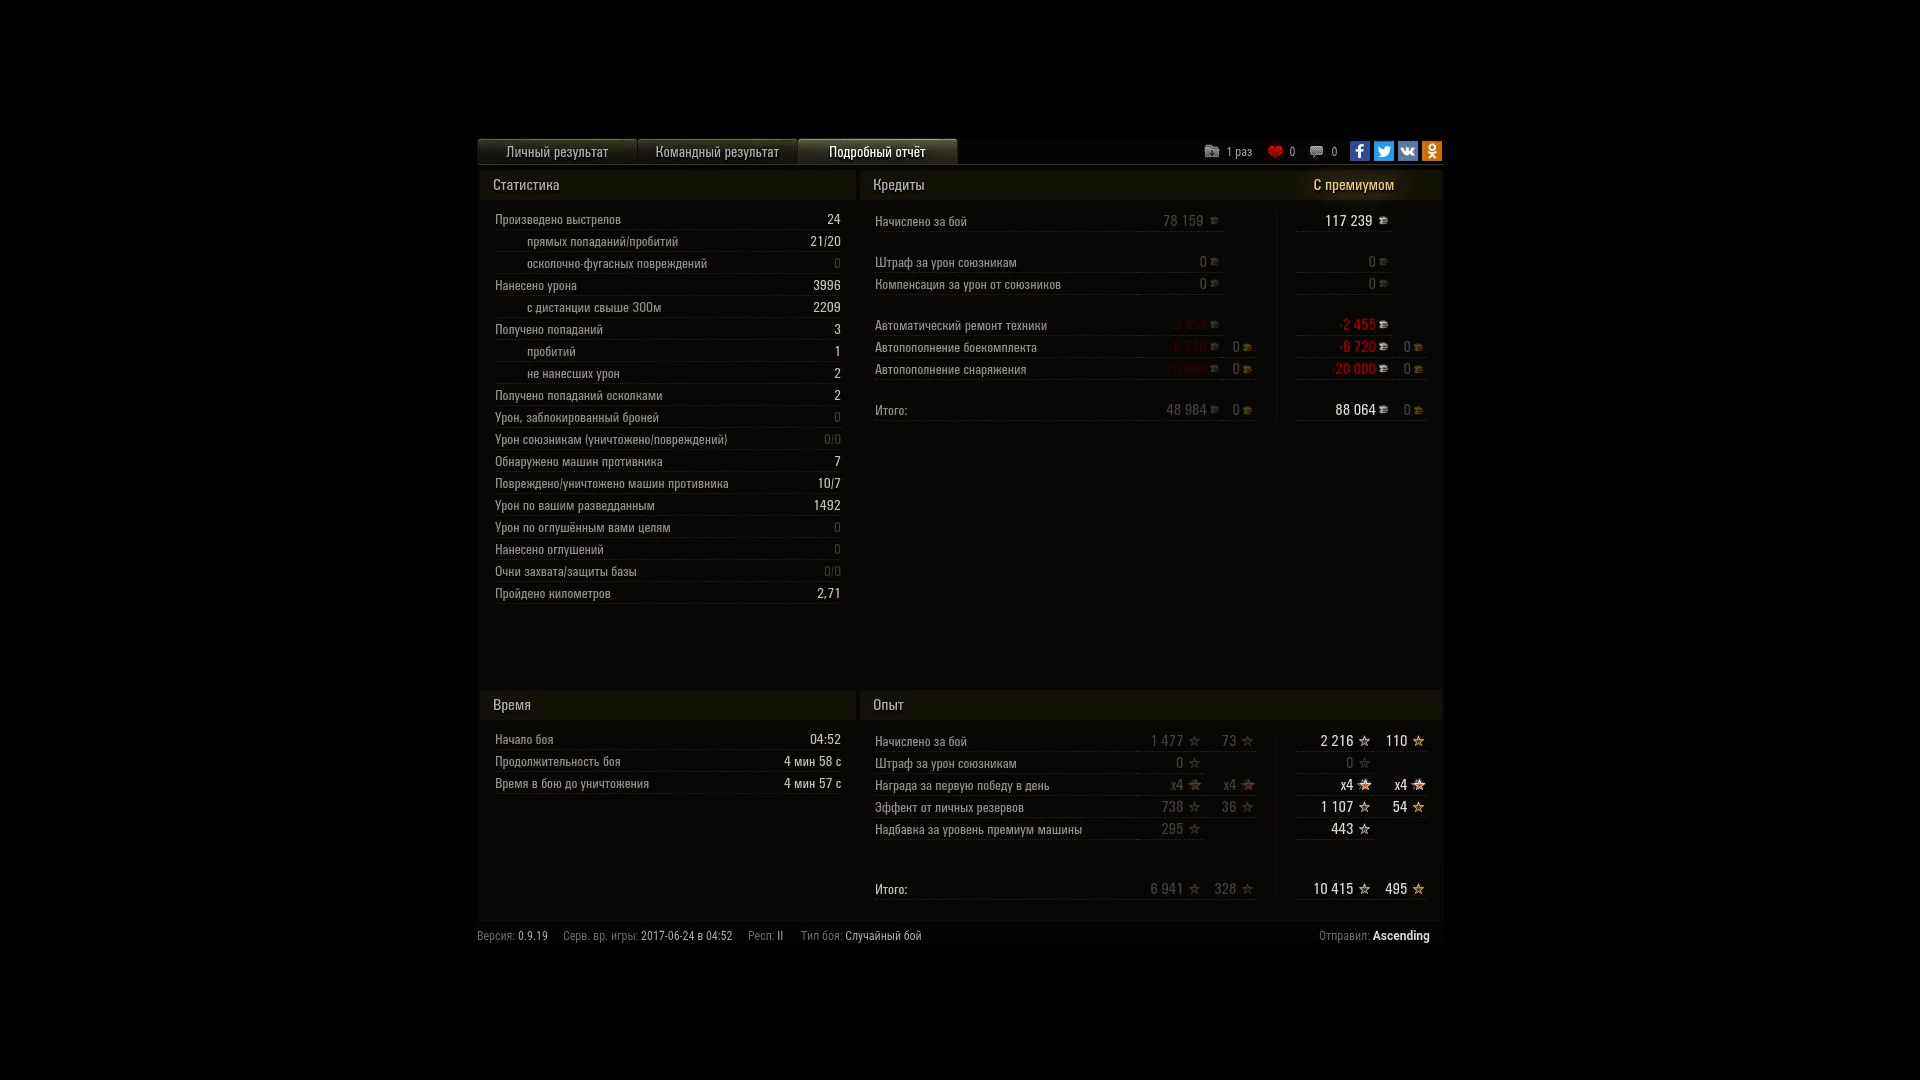 Личный результат Командный результат Подробный отчёт 1 раз 0 0
Статистика
Произведено выстрелов 24
прямых попаданий/пробитий 21/20
осколочно-фугасных повреждений 0
Нанесено урона 3996
с дистанции свыше 300м 2209
Получено попаданий 3
пробитий 1
не нанесших урон 2
Получено попаданий осколками 2
Урон, заблокированный броней 0
Урон союзникам (уничтожено/повреждений) 0/0
Обнаружено машин противника 7
Повреждено/уничтожено машин противника 10/7
Урон по вашим разведданным 1492
Урон по оглушённым вами целям 0
Нанесено оглушений 0
Очки захвата/защиты базы 0/0
Пройдено километров 2,71
Кредиты С премиумом
Начислено за бой 78 159 117 239
Штраф за урон союзникам 0 0
Компенсация за урон от союзников 0 0
Автоматический ремонт техники -2 455 -2 455
Автопополнение боекомплекта -6 720 0 -6 720 0
Автопополнение снаряжения -20 000 0 -20 000 0
Итого: 48 984 0 88 064 0
Время
Начало боя 04:52
Продолжительность боя 4 мин 58 с
Время в бою до уничтожения 4 мин 57 с
Опыт
Начислено за бой 1 477 73 2 216 110
Штраф за урон союзникам 0 0
Награда за первую победу в день x4 x4 x4 x4
Эффект от личных резервов 738 36 1 107 54
Надбавка за уровень премиум машины 295 443
Итого: 6 941 328 10 415 495
Версия: 0.9.19 Серв. вр. игры: 2017-06-24 в 04:52 Респ: II Тип боя: Случайный бой Отправил: Ascending